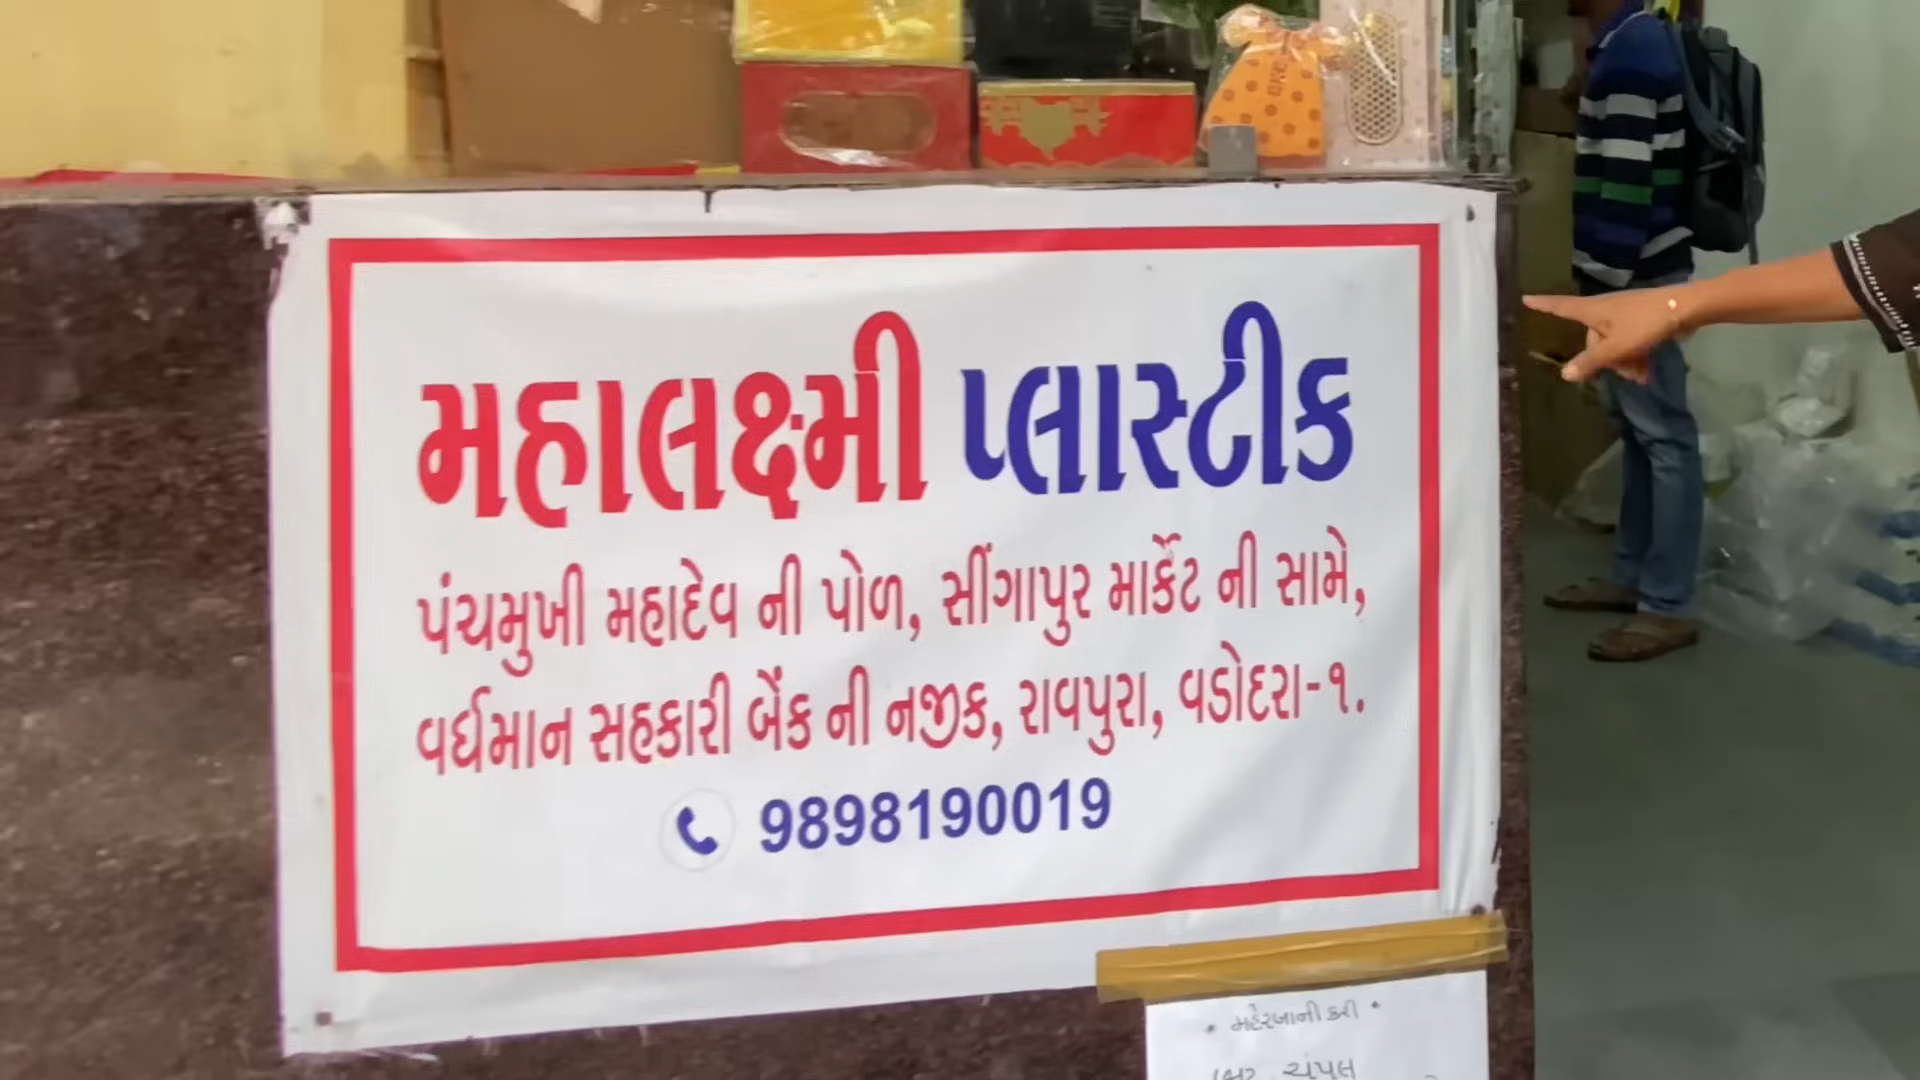 મહાલક્ષ્મી પ્લાસ્ટીક
પંચમુખી મહાદેવ ની પોળ, સીંગાપુર માર્કેટ ની સામે,
વર્ધમાન સહકારી બેંક ની નજીક, રાવપુરા, વડોદરા-૧.
9898190019
* મહેરબાની કરી *
ચંપલ